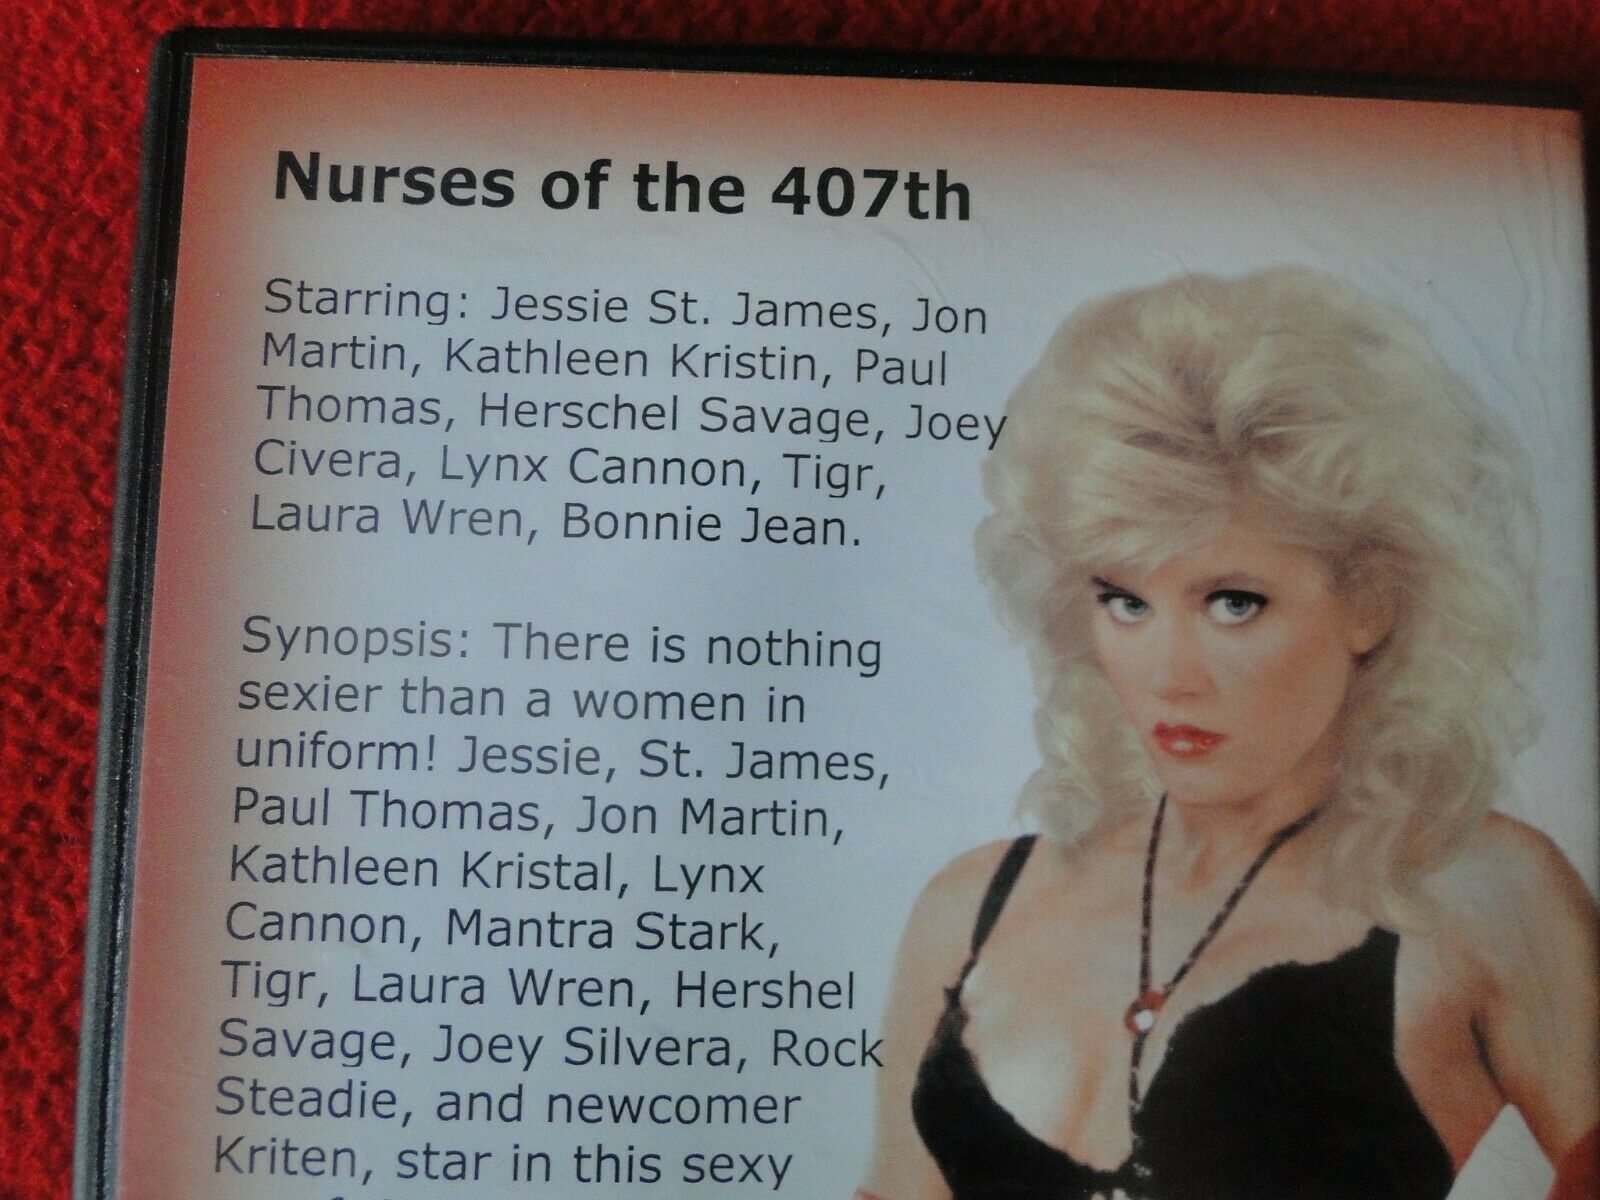 Nurses of the 407th
Starring: Jessie St. James, Jon
Martin, Kathleen Kristin, Paul
Thomas, Herschel Savage, Joey
Civera, Lynx Cannon, Tigr,
Laura Wren, Bonnie Jean.
Synopsis: There is nothing
sexier than a women in
uniform! Jessie, St. James,
Paul Thomas, Jon Martin,
Kathleen Kristal, Lynx
Cannon, Mantra Stark,
Tigr, Laura Wren, Hershel
Savage, Joey Silvera, Rock
Steadie, and newcomer
Kriten, star in this sexy